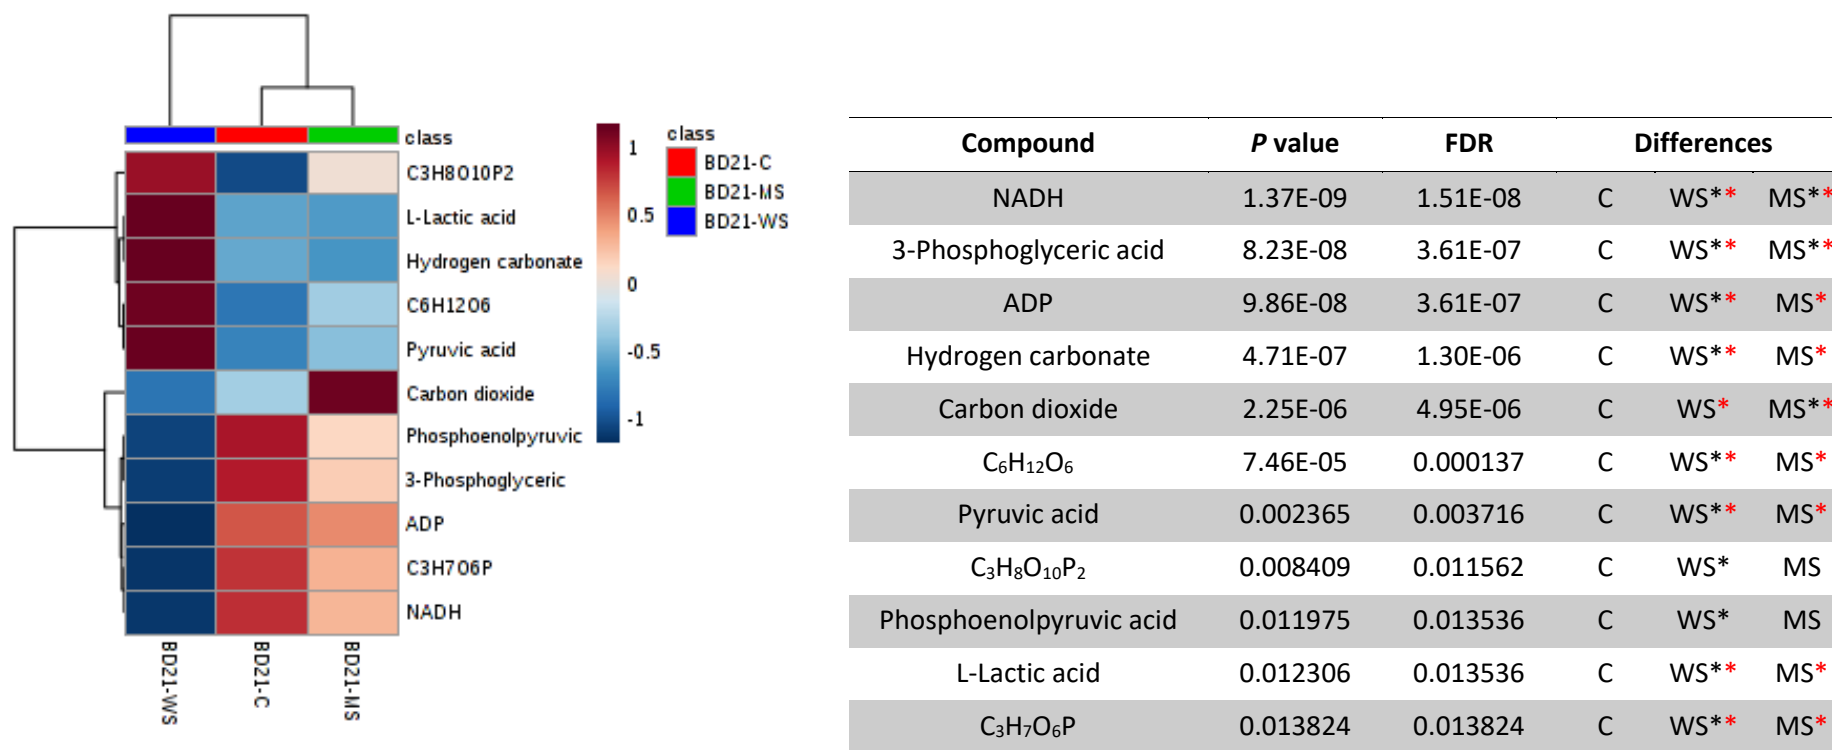 class
C3H8O10P2
L-Lactic acid
Hydrogen carbonate
C6H12O6
Pyruvic acid
Carbon dioxide
Phosphoenolpyruvic
3-Phosphoglyceric
ADP
C3H7O6P
NADH
BD21-WS
BD21-C
BD21-MS
1
0.5
0
-0.5
-1
class
BD21-C
BD21-MS
BD21-WS
Compound P value FDR Differences
NADH 1.37E-09 1.51E-08 C WS** MS**
3-Phosphoglyceric acid 8.23E-08 3.61E-07 C WS** MS**
ADP 9.86E-08 3.61E-07 C WS** MS*
Hydrogen carbonate 4.71E-07 1.30E-06 C WS** MS*
Carbon dioxide 2.25E-06 4.95E-06 C WS* MS**
C₆H₁₂O₆ 7.46E-05 0.000137 C WS** MS*
Pyruvic acid 0.002365 0.003716 C WS** MS*
C₃H₈O₁₀P₂ 0.008409 0.011562 C WS* MS
Phosphoenolpyruvic acid 0.011975 0.013536 C WS* MS
L-Lactic acid 0.012306 0.013536 C WS** MS*
C₃H₇O₆P 0.013824 0.013824 C WS** MS*